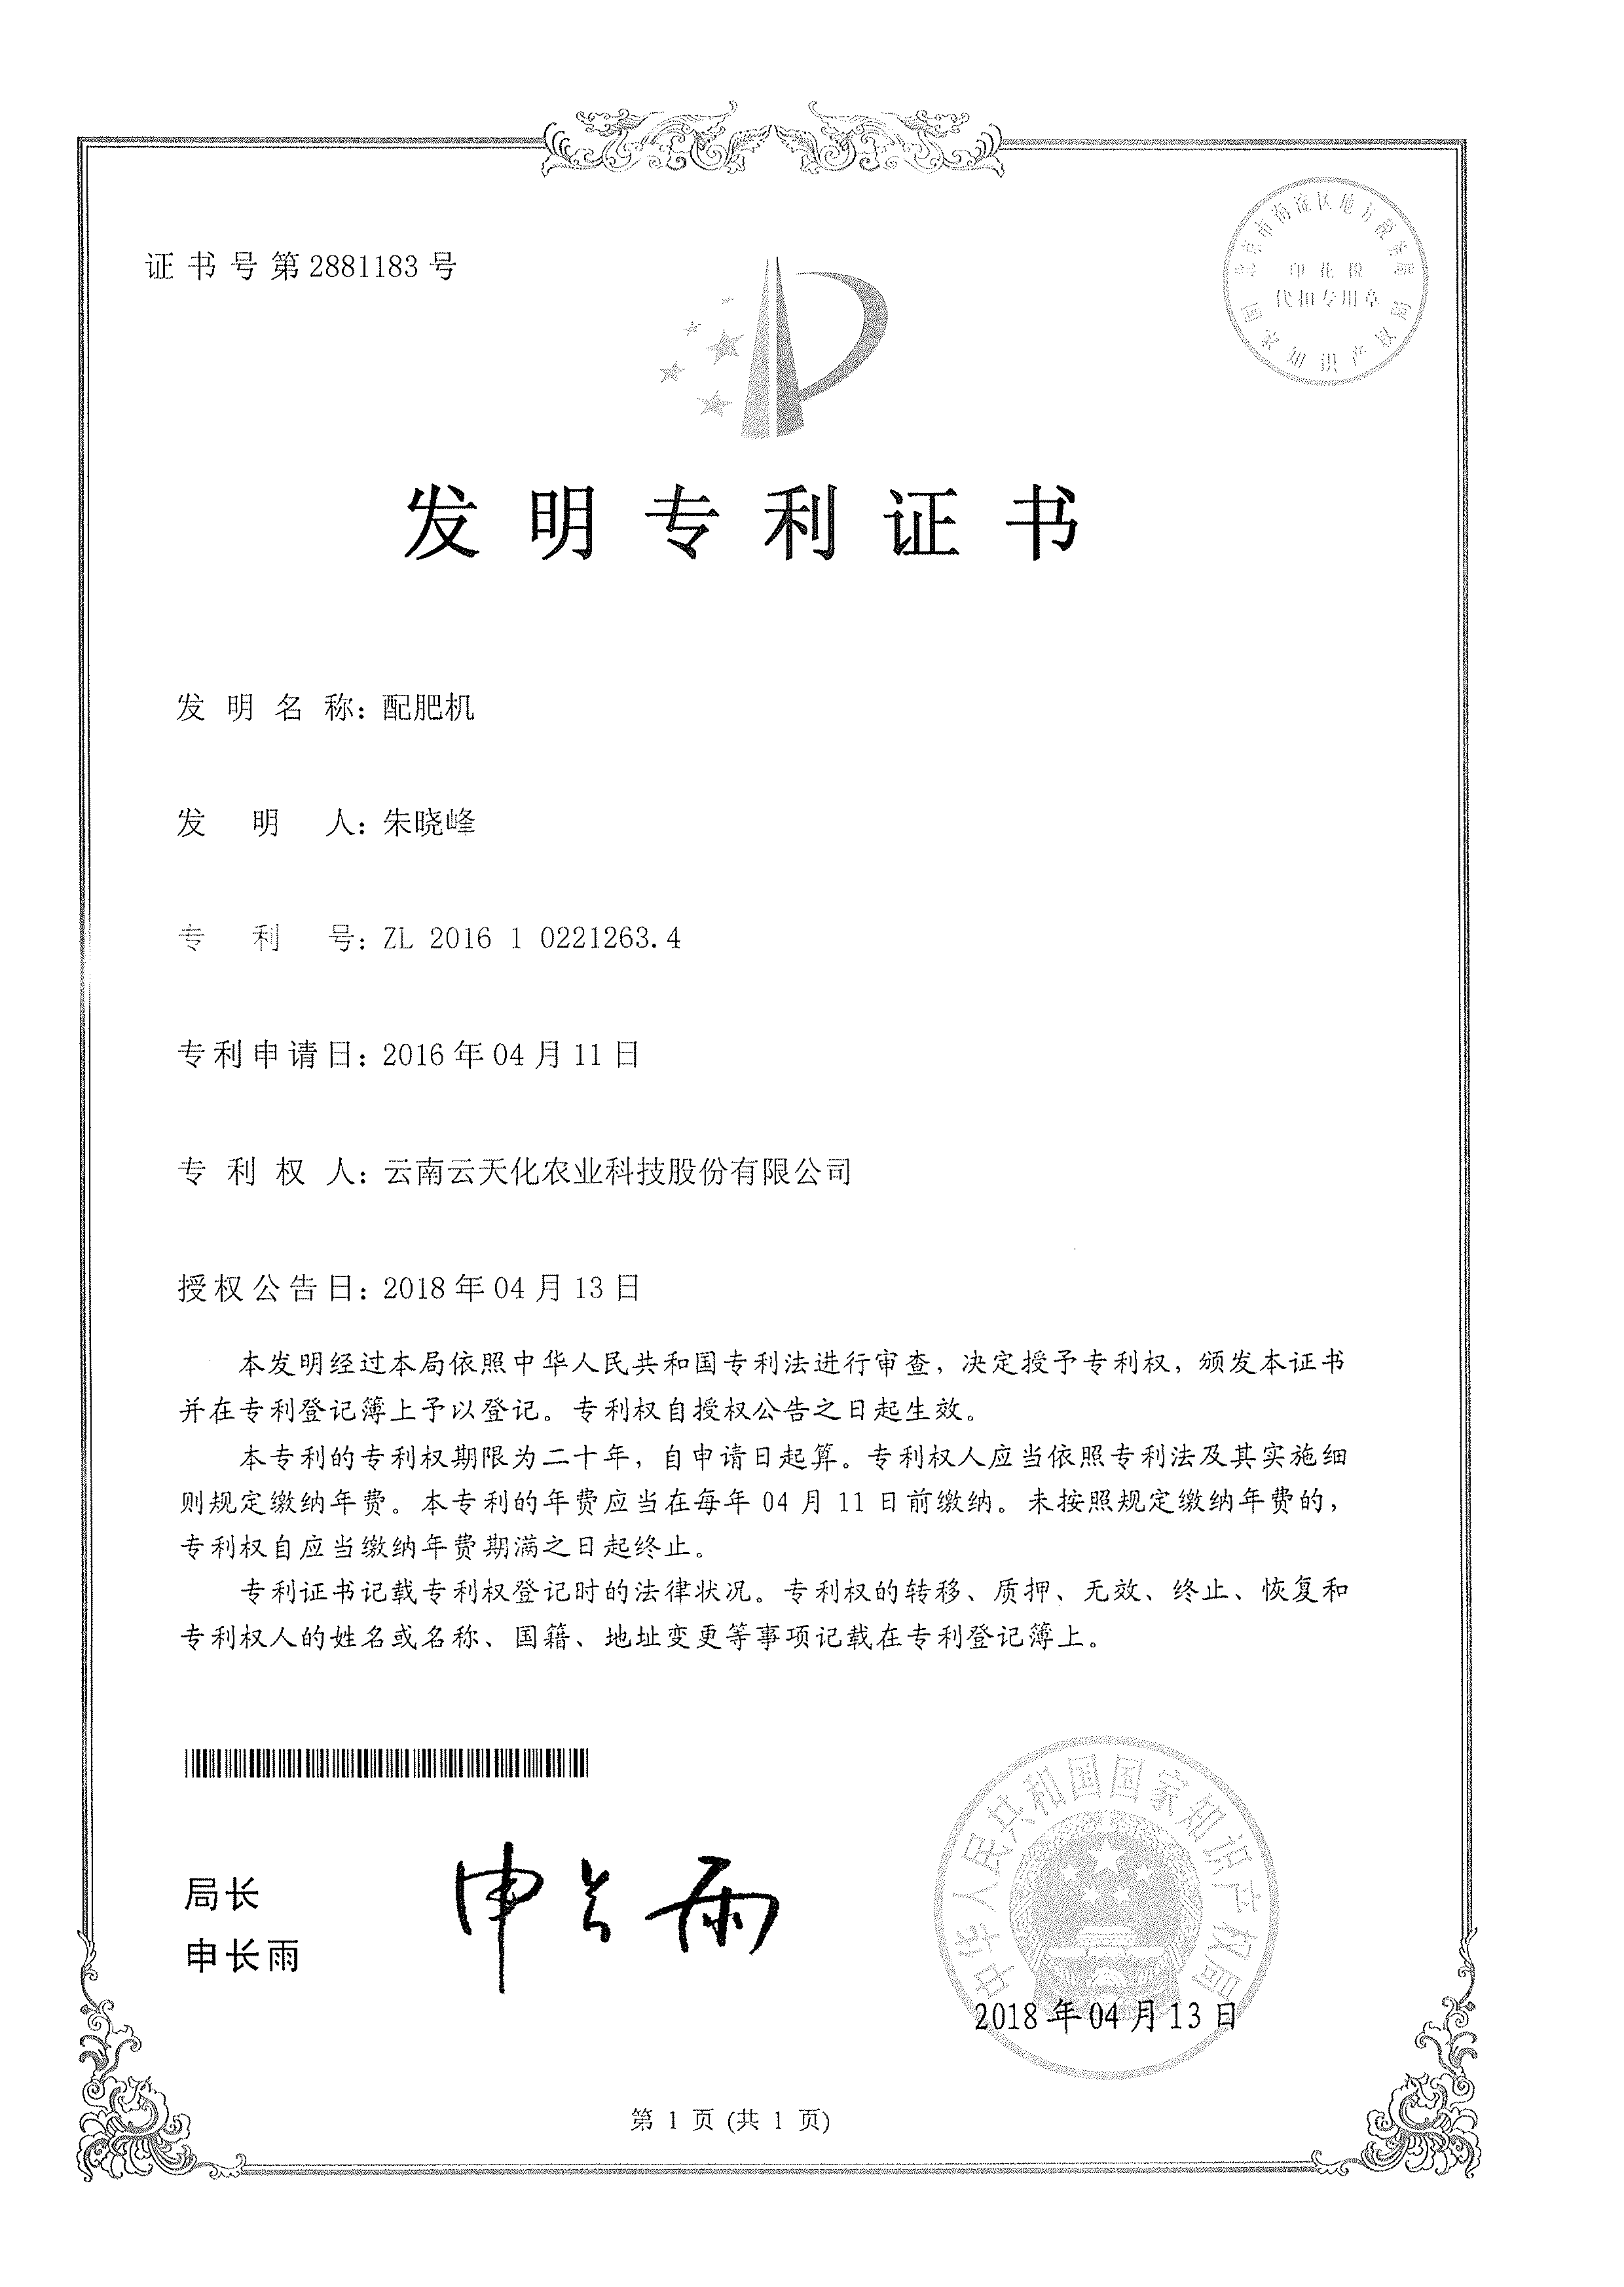 证书号第2881183号
北京市海淀区地方税务局
印花税
代扣专用章
国家知识产权局
发明专利证书
发明名称：配肥机
发明人：朱晓峰
专利号：ZL 2016 1 0221263.4
专利申请日：2016年04月11日
专利权人：云南云天化农业科技股份有限公司
授权公告日：2018年04月13日
本发明经过本局依照中华人民共和国专利法进行审查，决定授予专利权，颁发本证书
并在专利登记簿上予以登记。专利权自授权公告之日起生效。
本专利的专利权期限为二十年，自申请日起算。专利权人应当依照专利法及其实施细
则规定缴纳年费。本专利的年费应当在每年 04 月 11 日前缴纳。未按照规定缴纳年费的，
专利权自应当缴纳年费期满之日起终止。
专利证书记载专利权登记时的法律状况。专利权的转移、质押、无效、终止、恢复和
专利权人的姓名或名称、国籍、地址变更等事项记载在专利登记簿上。
局长
申长雨
申长雨
中华人民共和国国家知识产权局
2018年04月13日
第 1 页 (共 1 页)